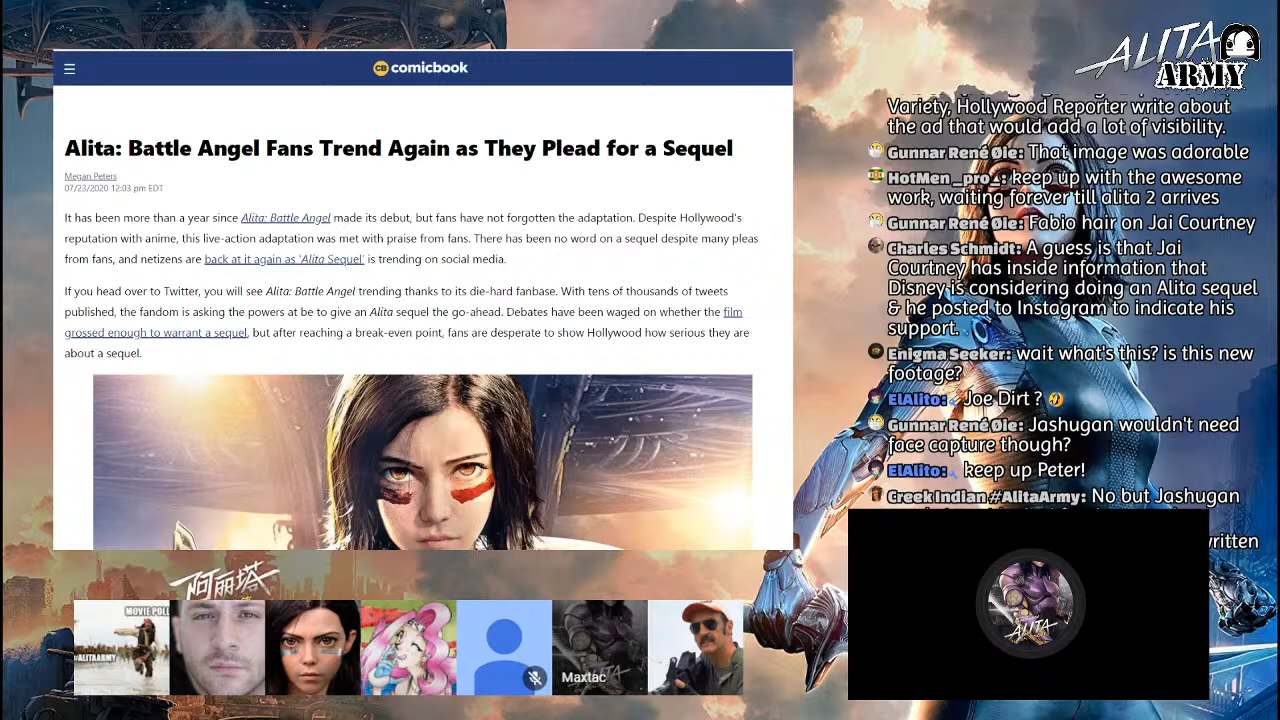 comicbook
Alita: Battle Angel Fans Trend Again as They Plead for a Sequel
Megan Peters
07/23/2020 12:03 pm EDT
It has been more than a year since Alita: Battle Angel made its debut, but fans have not forgotten the adaptation. Despite Hollywood's
reputation with anime, this live-action adaptation was met with praise from fans. There has been no word on a sequel despite many pleas
from fans, and netizens are back at it again as 'Alita Sequel' is trending on social media.
If you head over to Twitter, you will see Alita: Battle Angel trending thanks to its die-hard fanbase. With tens of thousands of tweets
published, the fandom is asking the powers at be to give an Alita sequel the go-ahead. Debates have been waged on whether the film
grossed enough to warrant a sequel, but after reaching a break-even point, fans are desperate to show Hollywood how serious they are
about a sequel.
阿丽塔
MOVIE POLL
#ALITAARMY
Maxtac
ALITA
ARMY
Variety, Hollywood Reporter write about
the ad that would add a lot of visibility.
Gunnar René Øie: That image was adorable
HotMen_pro: keep up with the awesome
work, waiting forever till alita 2 arrives
Gunnar René Øie: Fabio hair on Jai Courtney
Charles Schmidt: A guess is that Jai
Courtney has inside information that
Disney is considering doing an Alita sequel
& he posted to Instagram to indicate his
support.
Enigma Seeker: wait what's this? is this new
footage?
ElAlito: Joe Dirt ? 🤣
Gunnar René Øie: Jashugan wouldn't need
face capture though?
ElAlito: keep up Peter!
Creek Indian #AlitaArmy: No but Jashugan
written
ALITA